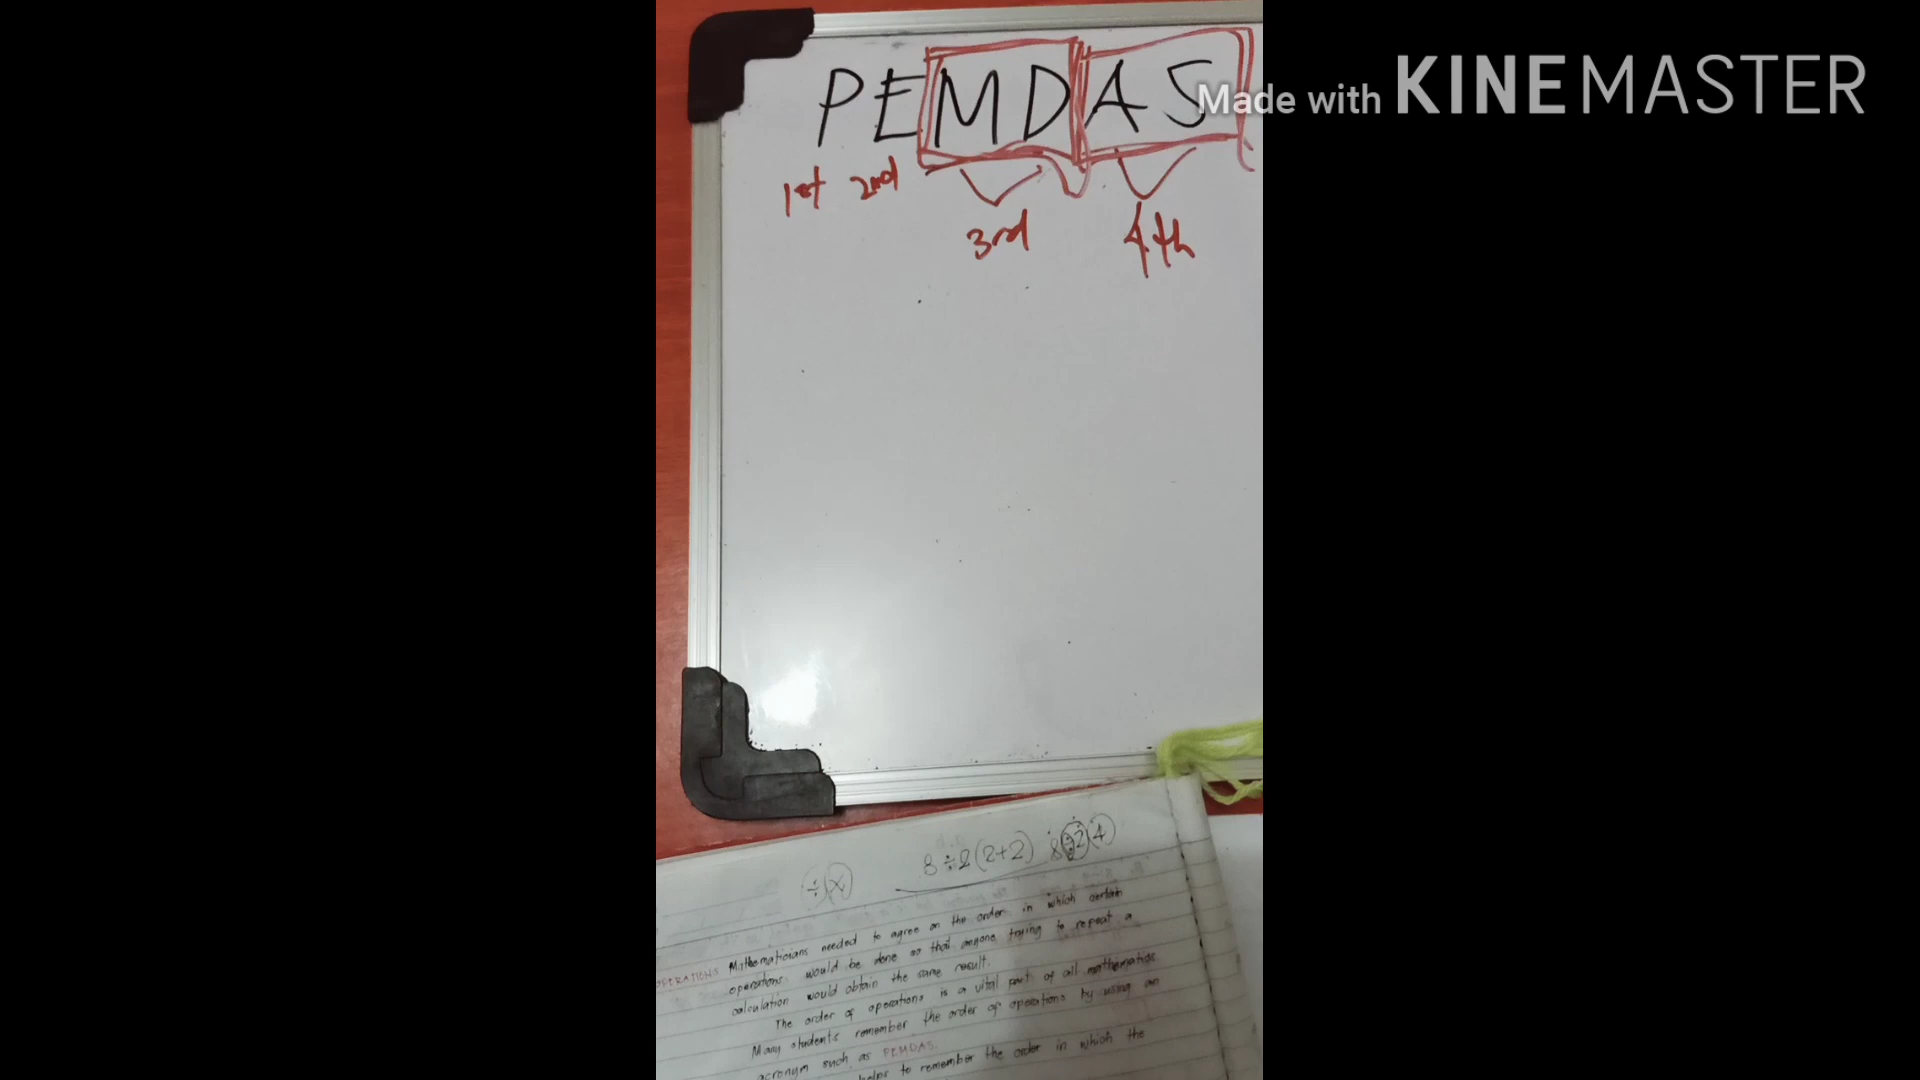 PEMDAS
Made with KINEMASTER
1st 2nd
3rd 4th
8÷2(2+2) 8÷2(4)
÷ x
OPERATIONS Mathematicians needed to agree on the order in which certain
operations would be done so that anyone trying to repeat a
calculation would obtain the same result.
The order of operations is a vital part of all mathematics.
Many students remember the order of operations by using an
acronym such as PEMDAS.
helps to remember the order in which the